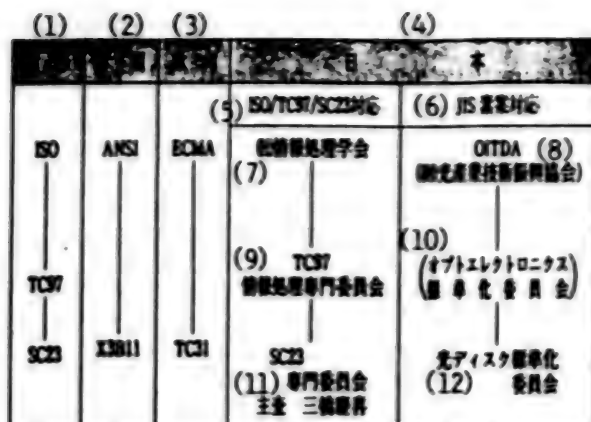 (1) (2) (3) (4)
日 本
(5) ISO/TC97/SC23対応 (6) JIS 素案対応
ISO ANSI ECMA 情報処理学会 OITDA (8)
(7) (光産業技術振興協会)
(9) TC97 (10) (オプトエレクトロニクス
TC97 情報処理専門委員会 標準化委員会)
SC23 X3B11 TC31 SC23 光ディスク標準化
(11) 専門委員会 (12) 委員会
主査